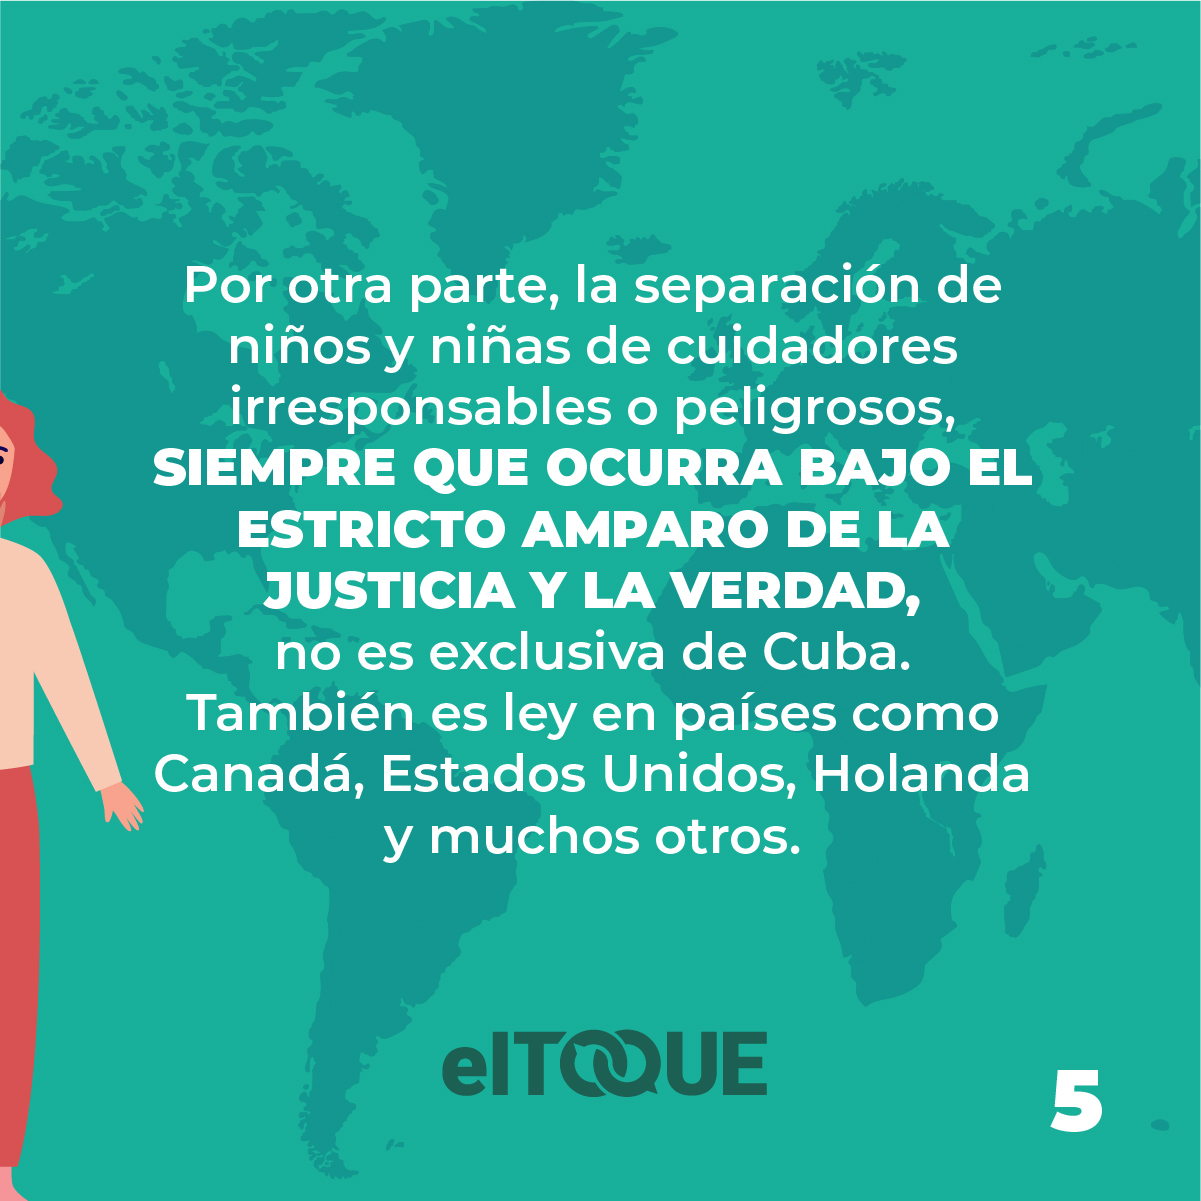 Por otra parte, la separación de
niños y niñas de cuidadores
irresponsables o peligrosos,
SIEMPRE QUE OCURRA BAJO EL
ESTRICTO AMPARO DE LA
JUSTICIA Y LA VERDAD,
no es exclusiva de Cuba.
También es ley en países como
Canadá, Estados Unidos, Holanda
y muchos otros.
elTOQUE
5